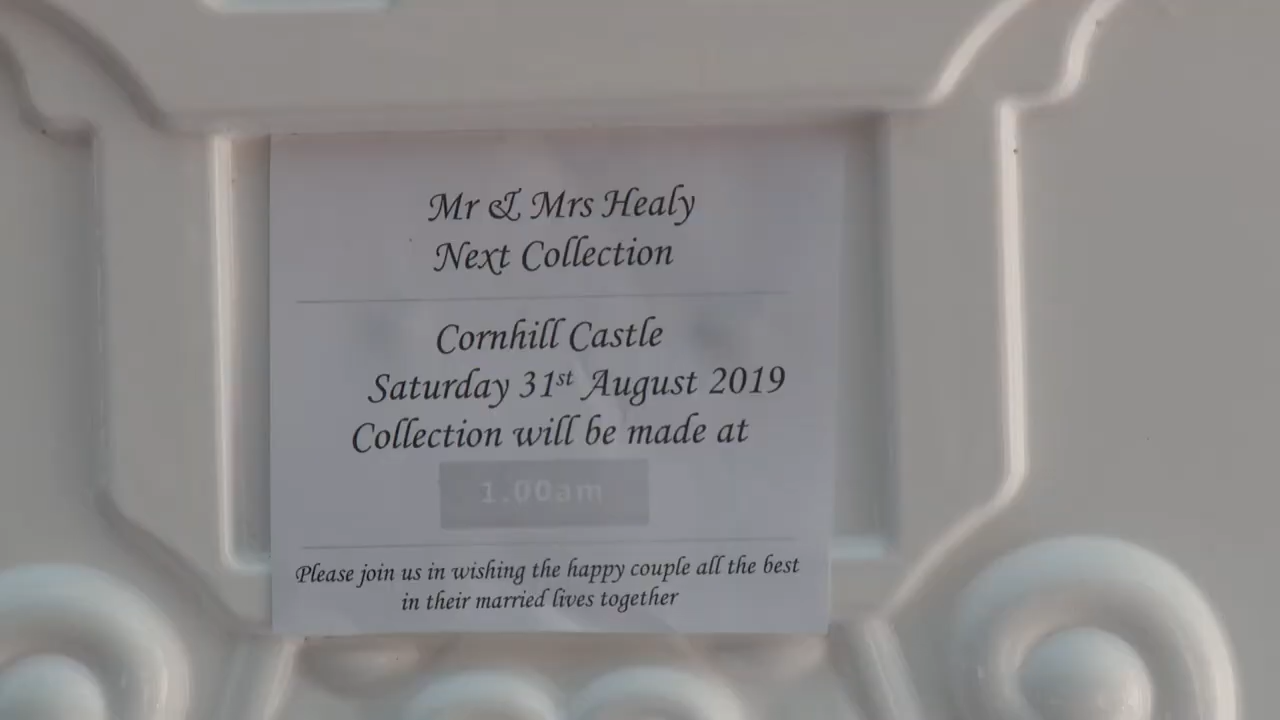 Mr & Mrs Healy
Next Collection
Cornhill Castle
Saturday 31st August 2019
Collection will be made at
1.00am
Please join us in wishing the happy couple all the best
in their married lives together